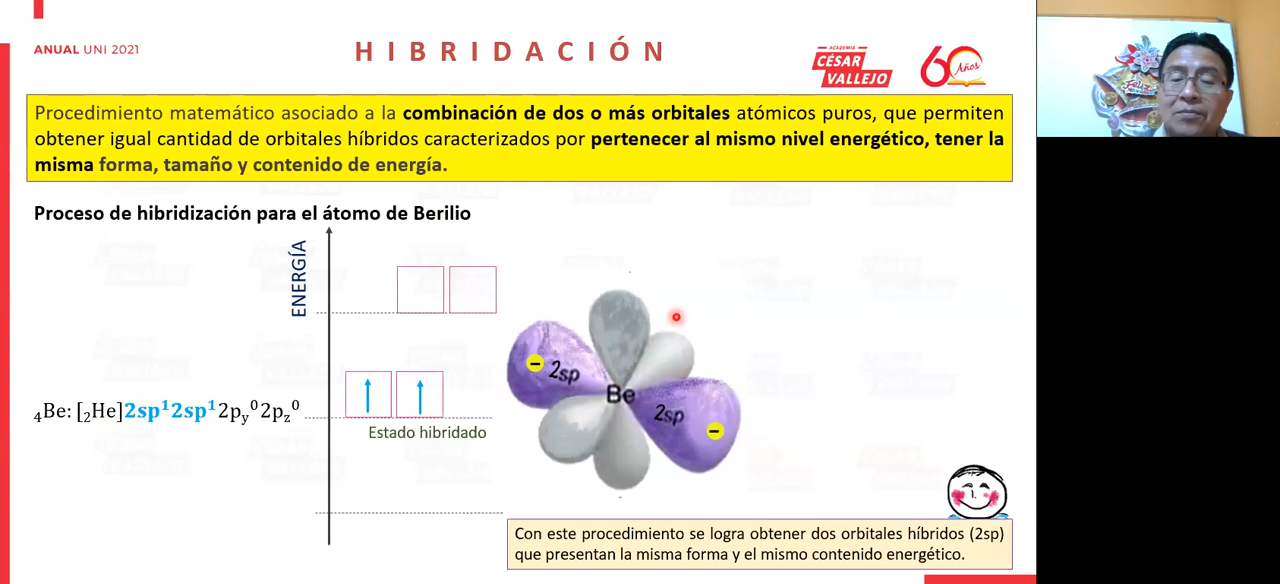 ANUAL UNI 2021
HIBRIDACIÓN
ACADEMIA
CÉSAR
VALLEJO
60 Años
Procedimiento matemático asociado a la combinación de dos o más orbitales atómicos puros, que permiten
obtener igual cantidad de orbitales híbridos caracterizados por pertenecer al mismo nivel energético, tener la
misma forma, tamaño y contenido de energía.
Proceso de hibridización para el átomo de Berilio
ENERGÍA
₄Be: [₂He]2sp¹2sp¹2p_y⁰2p_z⁰
Estado hibridado
− 2sp
Be
2sp −
Con este procedimiento se logra obtener dos orbitales híbridos (2sp)
que presentan la misma forma y el mismo contenido energético.